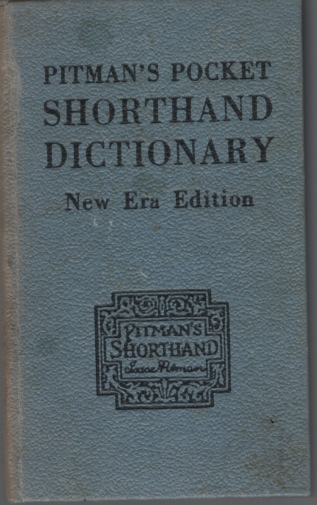 PITMAN'S POCKET
SHORTHAND
DICTIONARY
New Era Edition
PITMAN'S
SHORTHAND
Isaac Pitman